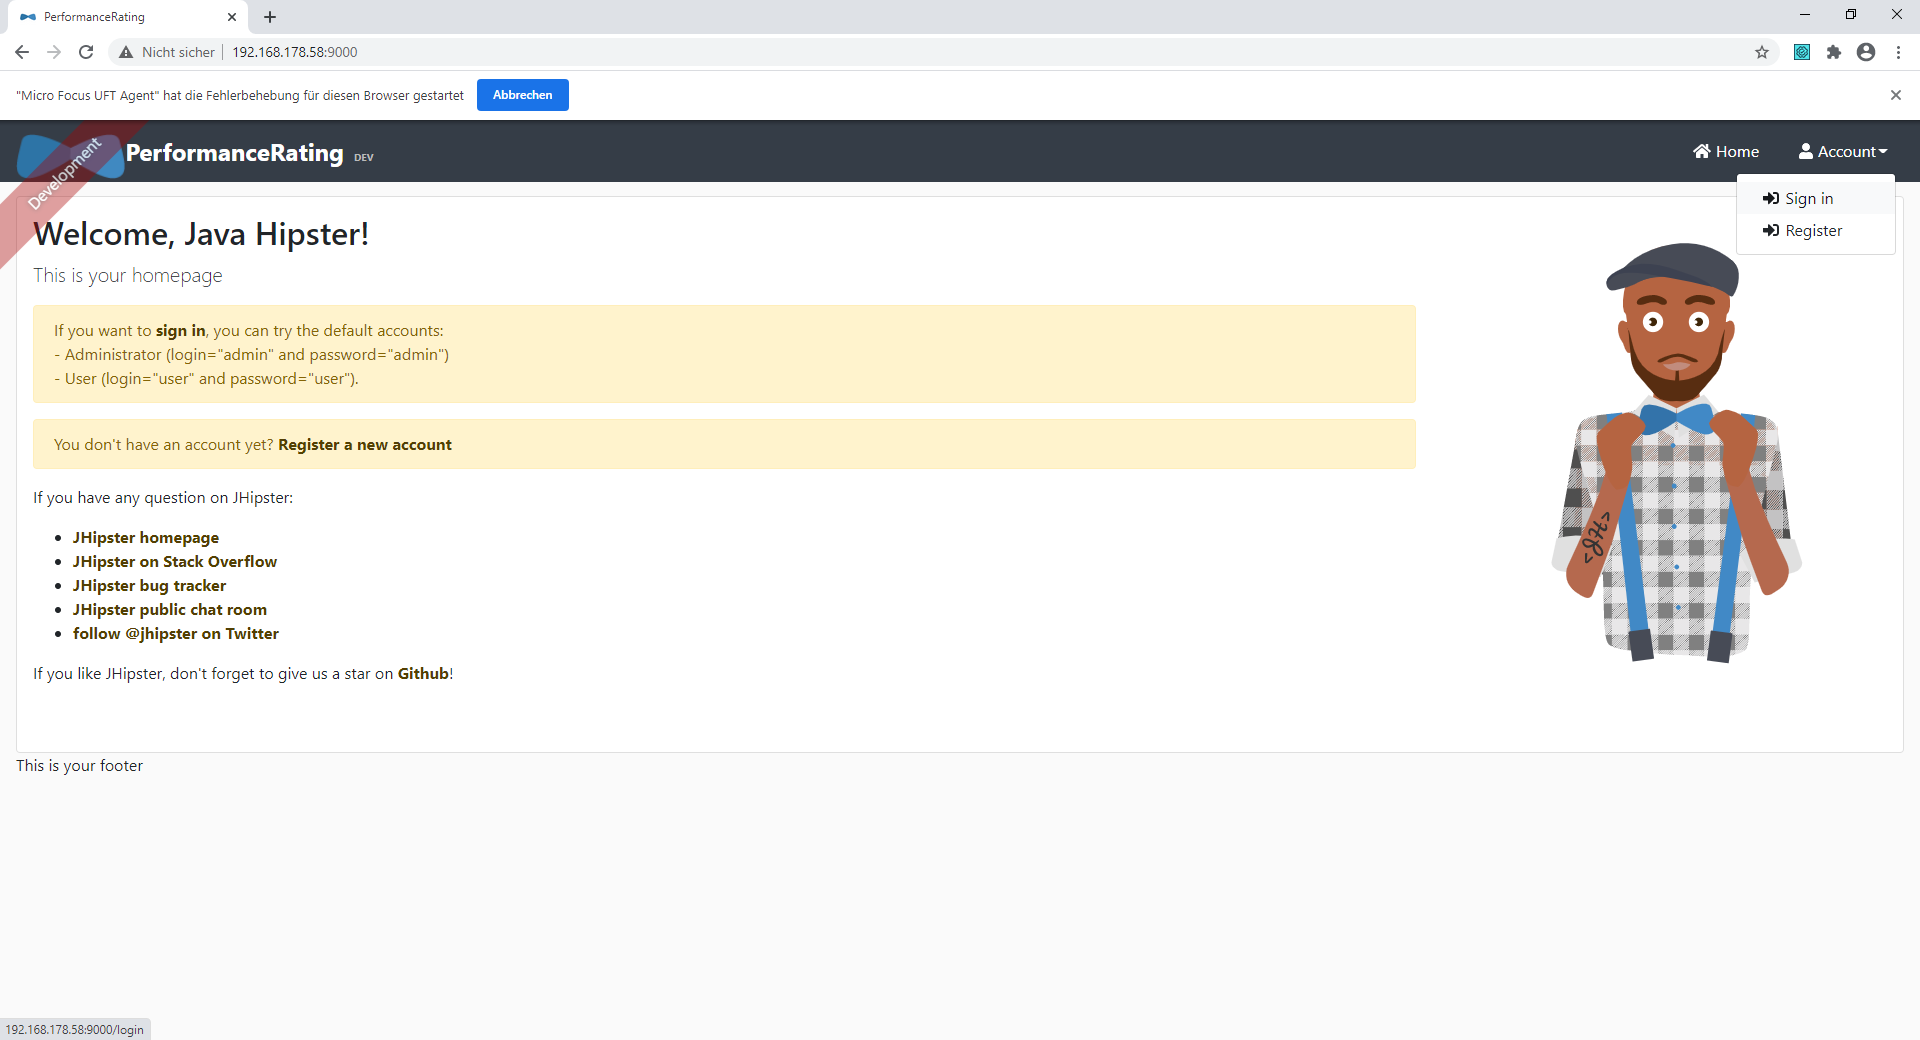 PerformanceRating
Nicht sicher
192.168.178.58:9000
"Micro Focus UFT Agent" hat die Fehlerbehebung für diesen Browser gestartet
Abbrechen
Development
PerformanceRating DEV
Home
Account
Sign in
Register
Welcome, Java Hipster!
This is your homepage
If you want to sign in, you can try the default accounts:
- Administrator (login="admin" and password="admin")
- User (login="user" and password="user").
You don't have an account yet? Register a new account
If you have any question on JHipster:
JHipster homepage
JHipster on Stack Overflow
JHipster bug tracker
JHipster public chat room
follow @jhipster on Twitter
If you like JHipster, don't forget to give us a star on Github!
<JH>
This is your footer
192.168.178.58:9000/login